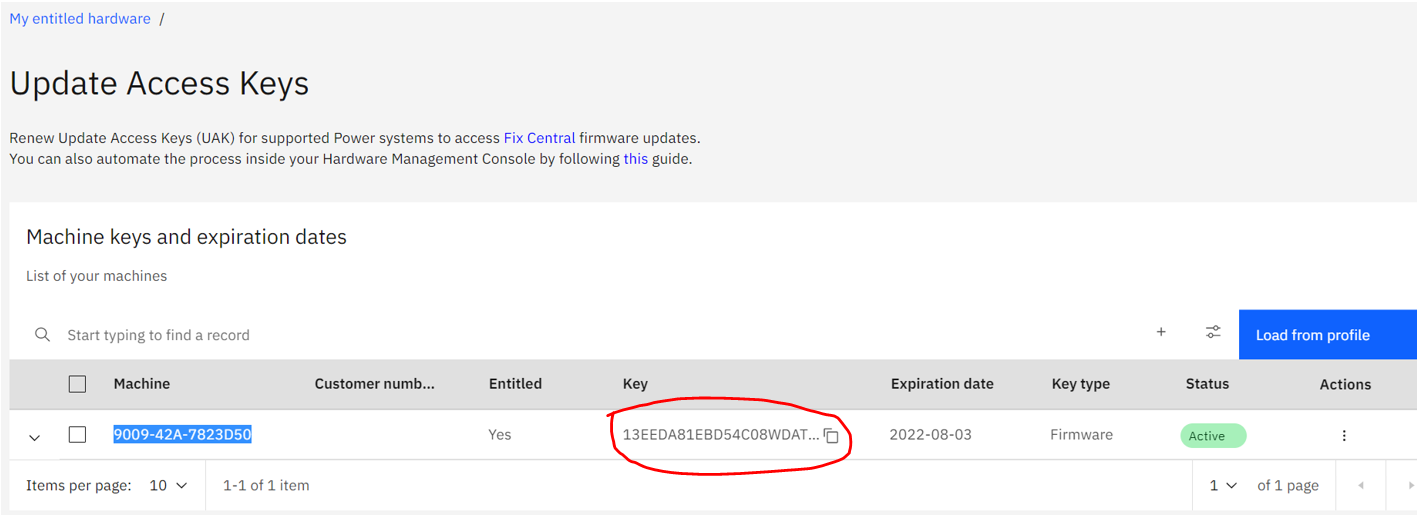 My entitled hardware /
Update Access Keys
Renew Update Access Keys (UAK) for supported Power systems to access Fix Central firmware updates.
You can also automate the process inside your Hardware Management Console by following this guide.
Machine keys and expiration dates
List of your machines
Start typing to find a record
Load from profile
Machine Customer numb... Entitled Key Expiration date Key type Status Actions
9009-42A-7823D50 Yes 13EEDA81EBD54C08WDAT... 2022-08-03 Firmware Active
Items per page: 10 1-1 of 1 item 1 of 1 page